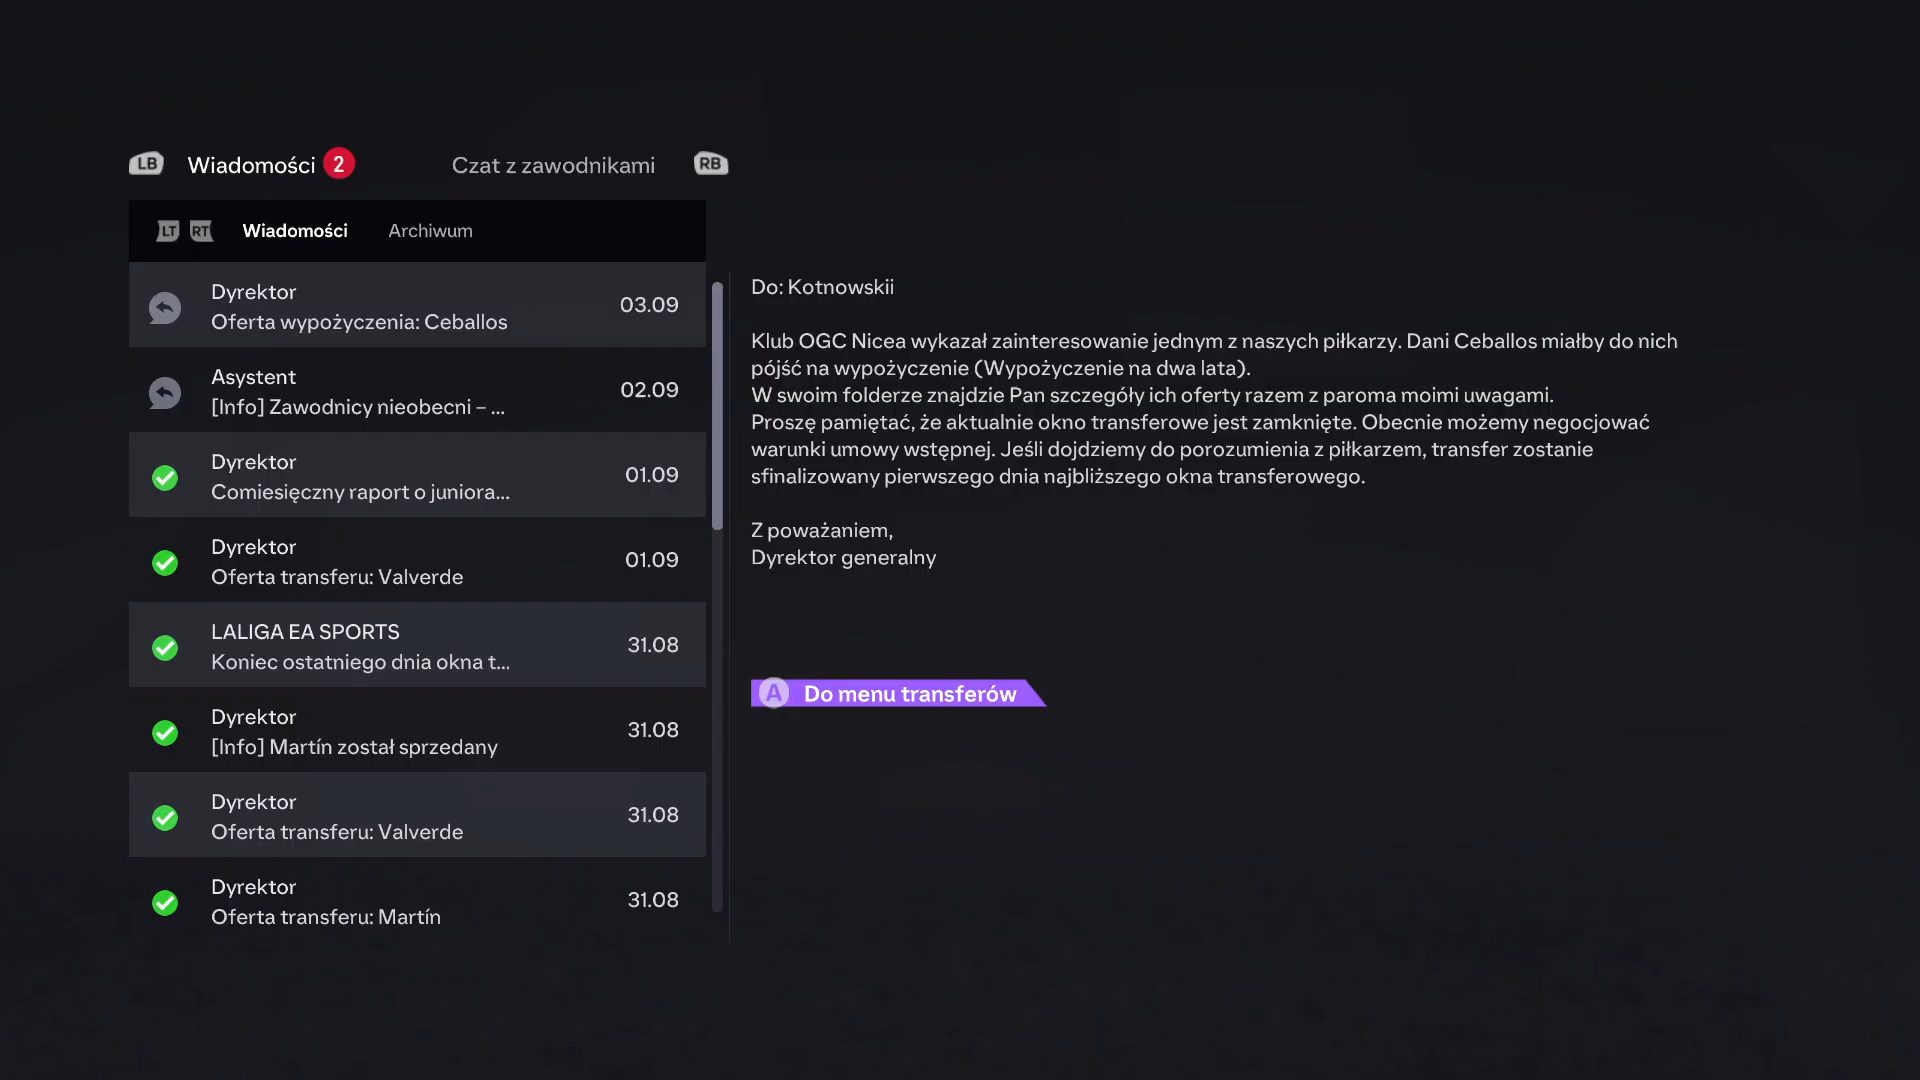 LB Wiadomości 2 Czat z zawodnikami RB
LT RT Wiadomości Archiwum
Dyrektor
Oferta wypożyczenia: Ceballos
03.09
Asystent
[Info] Zawodnicy nieobecni – ...
02.09
Dyrektor
Comiesięczny raport o juniora...
01.09
Dyrektor
Oferta transferu: Valverde
01.09
LALIGA EA SPORTS
Koniec ostatniego dnia okna t...
31.08
Dyrektor
[Info] Martín został sprzedany
31.08
Dyrektor
Oferta transferu: Valverde
31.08
Dyrektor
Oferta transferu: Martín
31.08
Do: Kotnowskii
Klub OGC Nicea wykazał zainteresowanie jednym z naszych piłkarzy. Dani Ceballos miałby do nich
pójść na wypożyczenie (Wypożyczenie na dwa lata).
W swoim folderze znajdzie Pan szczegóły ich oferty razem z paroma moimi uwagami.
Proszę pamiętać, że aktualnie okno transferowe jest zamknięte. Obecnie możemy negocjować
warunki umowy wstępnej. Jeśli dojdziemy do porozumienia z piłkarzem, transfer zostanie
sfinalizowany pierwszego dnia najbliższego okna transferowego.
Z poważaniem,
Dyrektor generalny
A Do menu transferów